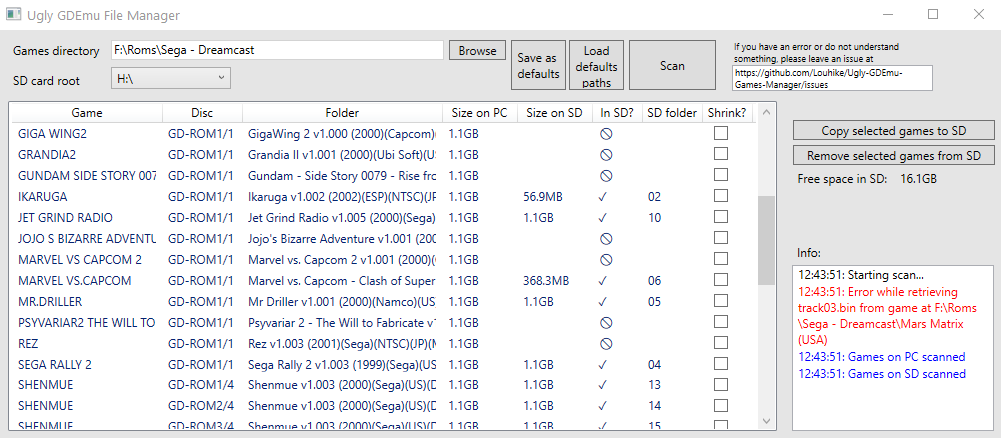 Ugly GDEmu File Manager
Games directory F:\Roms\Sega - Dreamcast Browse
SD card root H:\
Save as defaults
Load defaults paths
Scan
If you have an error or do not understand
something, please leave an issue at
https://github.com/Louhike/Ugly-GDEmu-
Games-Manager/issues
Game Disc Folder Size on PC Size on SD In SD? SD folder Shrink?
GIGA WING2 GD-ROM1/1 GigaWing 2 v1.000 (2000)(Capcom)( 1.1GB
GRANDIA2 GD-ROM1/1 Grandia II v1.001 (2000)(Ubi Soft)(U 1.1GB
GUNDAM SIDE STORY 007 GD-ROM1/1 Gundam - Side Story 0079 - Rise fro 1.1GB
IKARUGA GD-ROM1/1 Ikaruga v1.002 (2002)(ESP)(NTSC)(JF 1.1GB 56.9MB ✓ 02
JET GRIND RADIO GD-ROM1/1 Jet Grind Radio v1.005 (2000)(Sega) 1.1GB 1.1GB ✓ 10
JOJO S BIZARRE ADVENTU GD-ROM1/1 Jojo's Bizarre Adventure v1.001 (200 1.1GB
MARVEL VS CAPCOM 2 GD-ROM1/1 Marvel vs. Capcom 2 v1.001 (2000)( 1.1GB
MARVEL VS.CAPCOM GD-ROM1/1 Marvel vs. Capcom - Clash of Super 1.1GB 368.3MB ✓ 06
MR.DRILLER GD-ROM1/1 Mr Driller v1.001 (2000)(Namco)(US 1.1GB 1.1GB ✓ 05
PSYVARIAR2 THE WILL TO GD-ROM1/1 Psyvariar 2 - The Will to Fabricate v 1.1GB
REZ GD-ROM1/1 Rez v1.003 (2001)(Sega)(NTSC)(JP)(M 1.1GB
SEGA RALLY 2 GD-ROM1/1 Sega Rally 2 v1.003 (1999)(Sega)(US 1.1GB 1.1GB ✓ 04
SHENMUE GD-ROM1/4 Shenmue v1.003 (2000)(Sega)(US)(D 1.1GB 1.1GB ✓ 13
SHENMUE GD-ROM2/4 Shenmue v1.003 (2000)(Sega)(US)(D 1.1GB 1.1GB ✓ 14
SHENMUE GD-ROM3/4 Shenmue v1.003 (2000)(Sega)(US)(D 1.1GB 1.1GB ✓ 15
Copy selected games to SD
Remove selected games from SD
Free space in SD: 16.1GB
Info:
12:43:51: Starting scan...
12:43:51: Error while retrieving
track03.bin from game at F:\Roms
\Sega - Dreamcast\Mars Matrix
(USA)
12:43:51: Games on PC scanned
12:43:51: Games on SD scanned